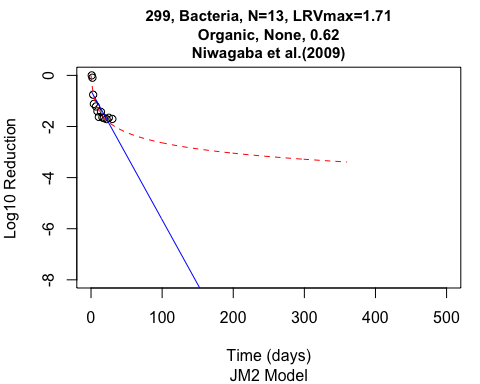 299, Bacteria, N=13, LRVmax=1.71
Organic, None, 0.62
Niwagaba et al.(2009)
0
-2
-4
-6
-8
Log10 Reduction
0 100 200 300 400 500
Time (days)
JM2 Model